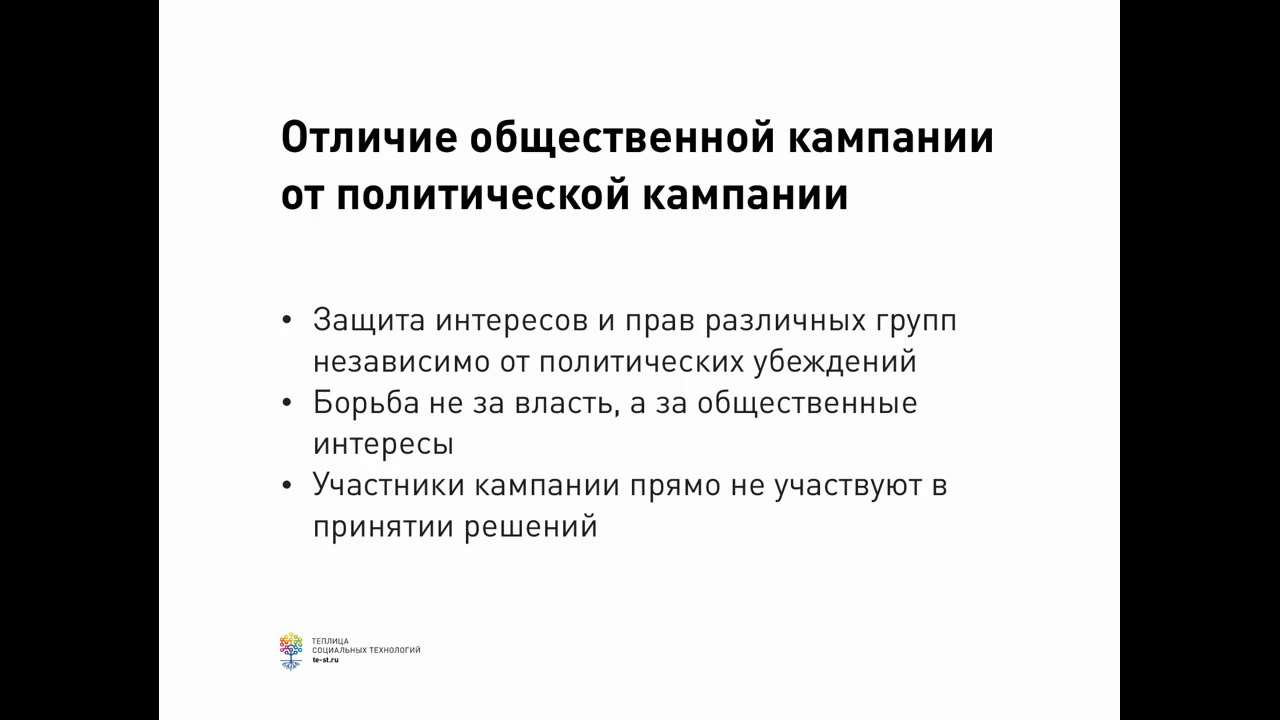 Отличие общественной кампании
от политической кампании
• Защита интересов и прав различных групп
независимо от политических убеждений
• Борьба не за власть, а за общественные
интересы
• Участники кампании прямо не участвуют в
принятии решений
ТЕПЛИЦА
СОЦИАЛЬНЫХ ТЕХНОЛОГИЙ
te-st.ru